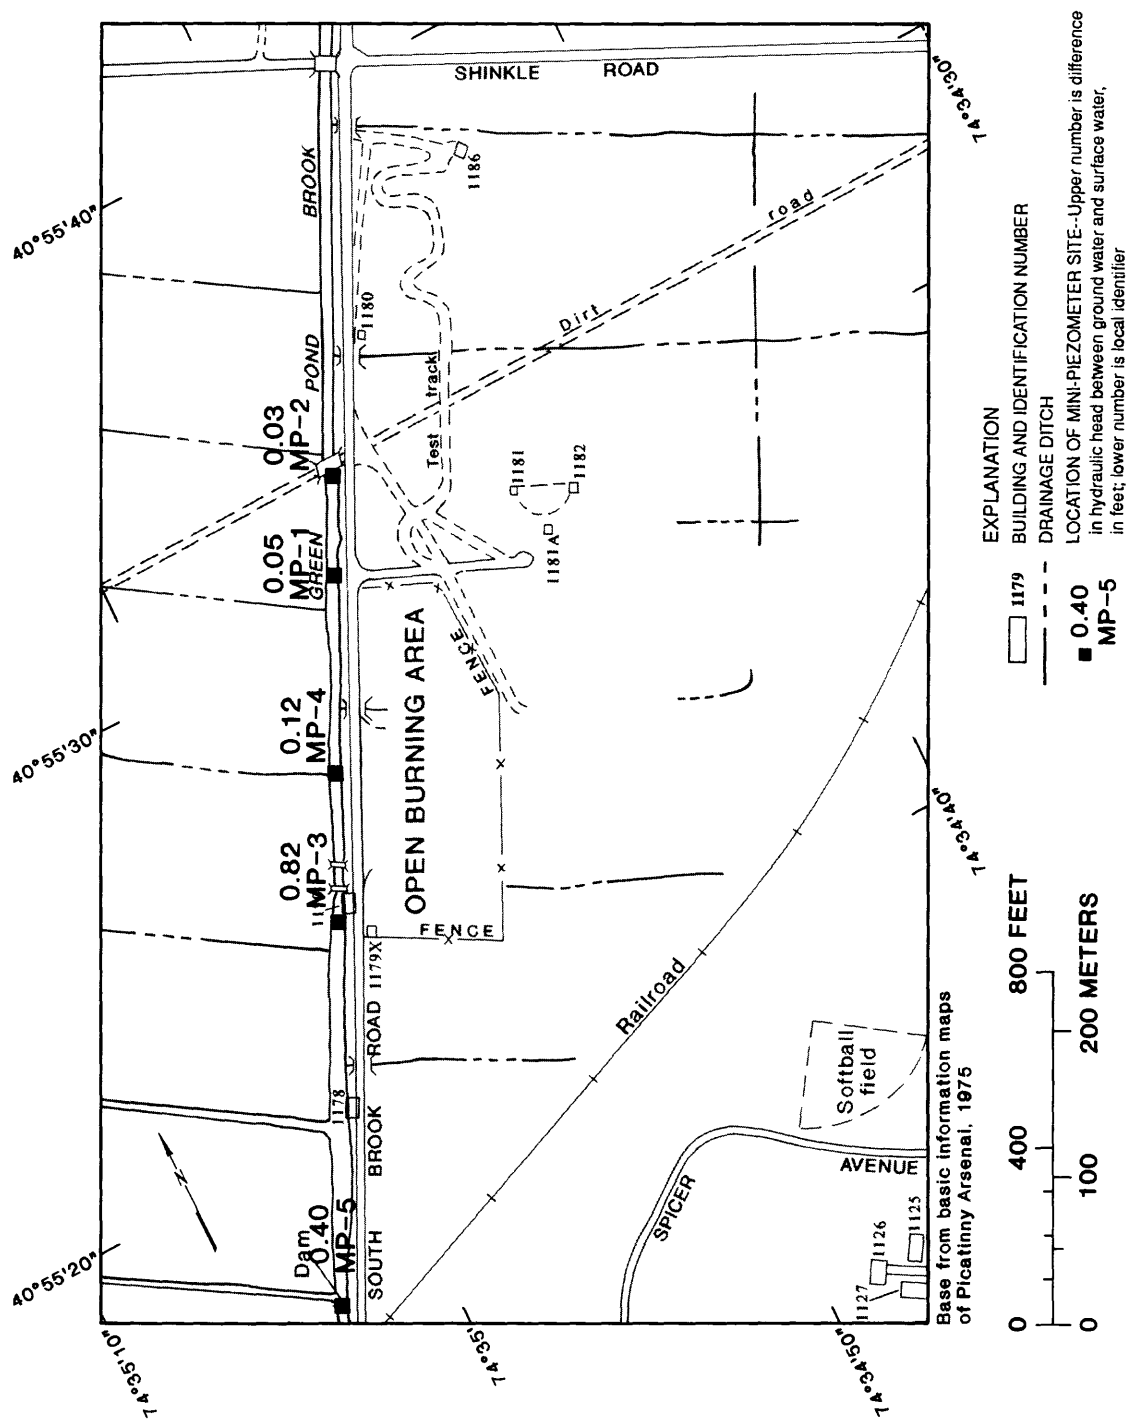 40°55'40"
40°55'30"
40°55'20"
74°35'10"
74°35'
74°34'50"
74°34'40"
74°34'30"
SHINKLE ROAD
BROOK
POND
GREEN
0.03
MP-2
0.05
MP-1
0.12
MP-4
0.82
MP-3
0.40
MP-5
Dam
1186
1180
Test track
Dirt road
1181
1182
1181A
OPEN BURNING AREA
FENCE
FENCE
1179X
1178
SOUTH BROOK ROAD
Railroad
Softball
field
SPICER AVENUE
1125
1126
1127
N
EXPLANATION
1179 BUILDING AND IDENTIFICATION NUMBER
DRAINAGE DITCH
0.40
MP-5
LOCATION OF MINI-PIEZOMETER SITE--Upper number is difference
in hydraulic head between ground water and surface water,
in feet; lower number is local identifier
Base from basic information maps
of Picatinny Arsenal, 1975
0 400 800 FEET
0 100 200 METERS